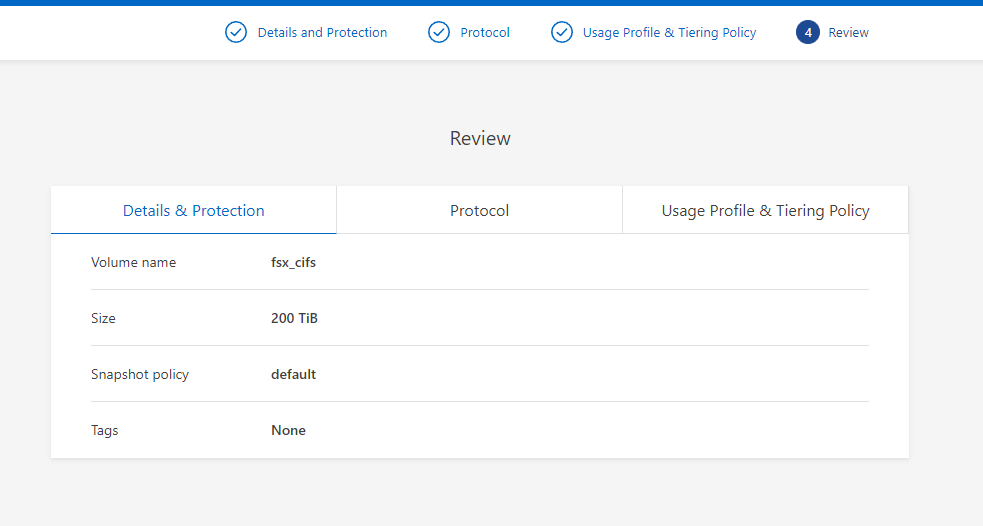 Details and Protection
Protocol
Usage Profile & Tiering Policy
4 Review
Review
Details & Protection
Protocol
Usage Profile & Tiering Policy
Volume name fsx_cifs
Size 200 TiB
Snapshot policy default
Tags None